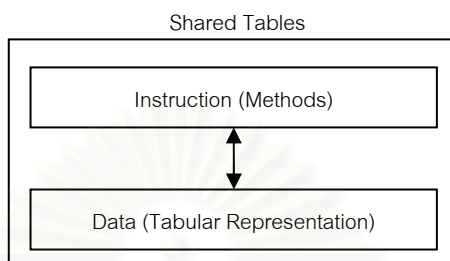 Shared Tables
Instruction (Methods)
Data (Tabular Representation)